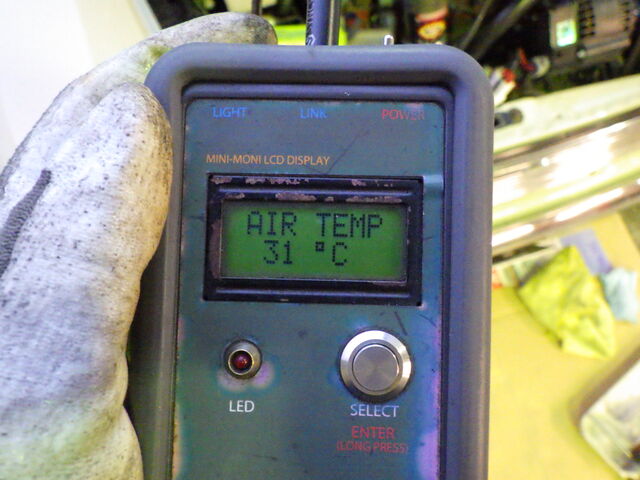 LIGHT LINK POWER
MINI-MONI LCD DISPLAY
AIR TEMP
31 °C
LED
SELECT
ENTER
(LONG PRESS)